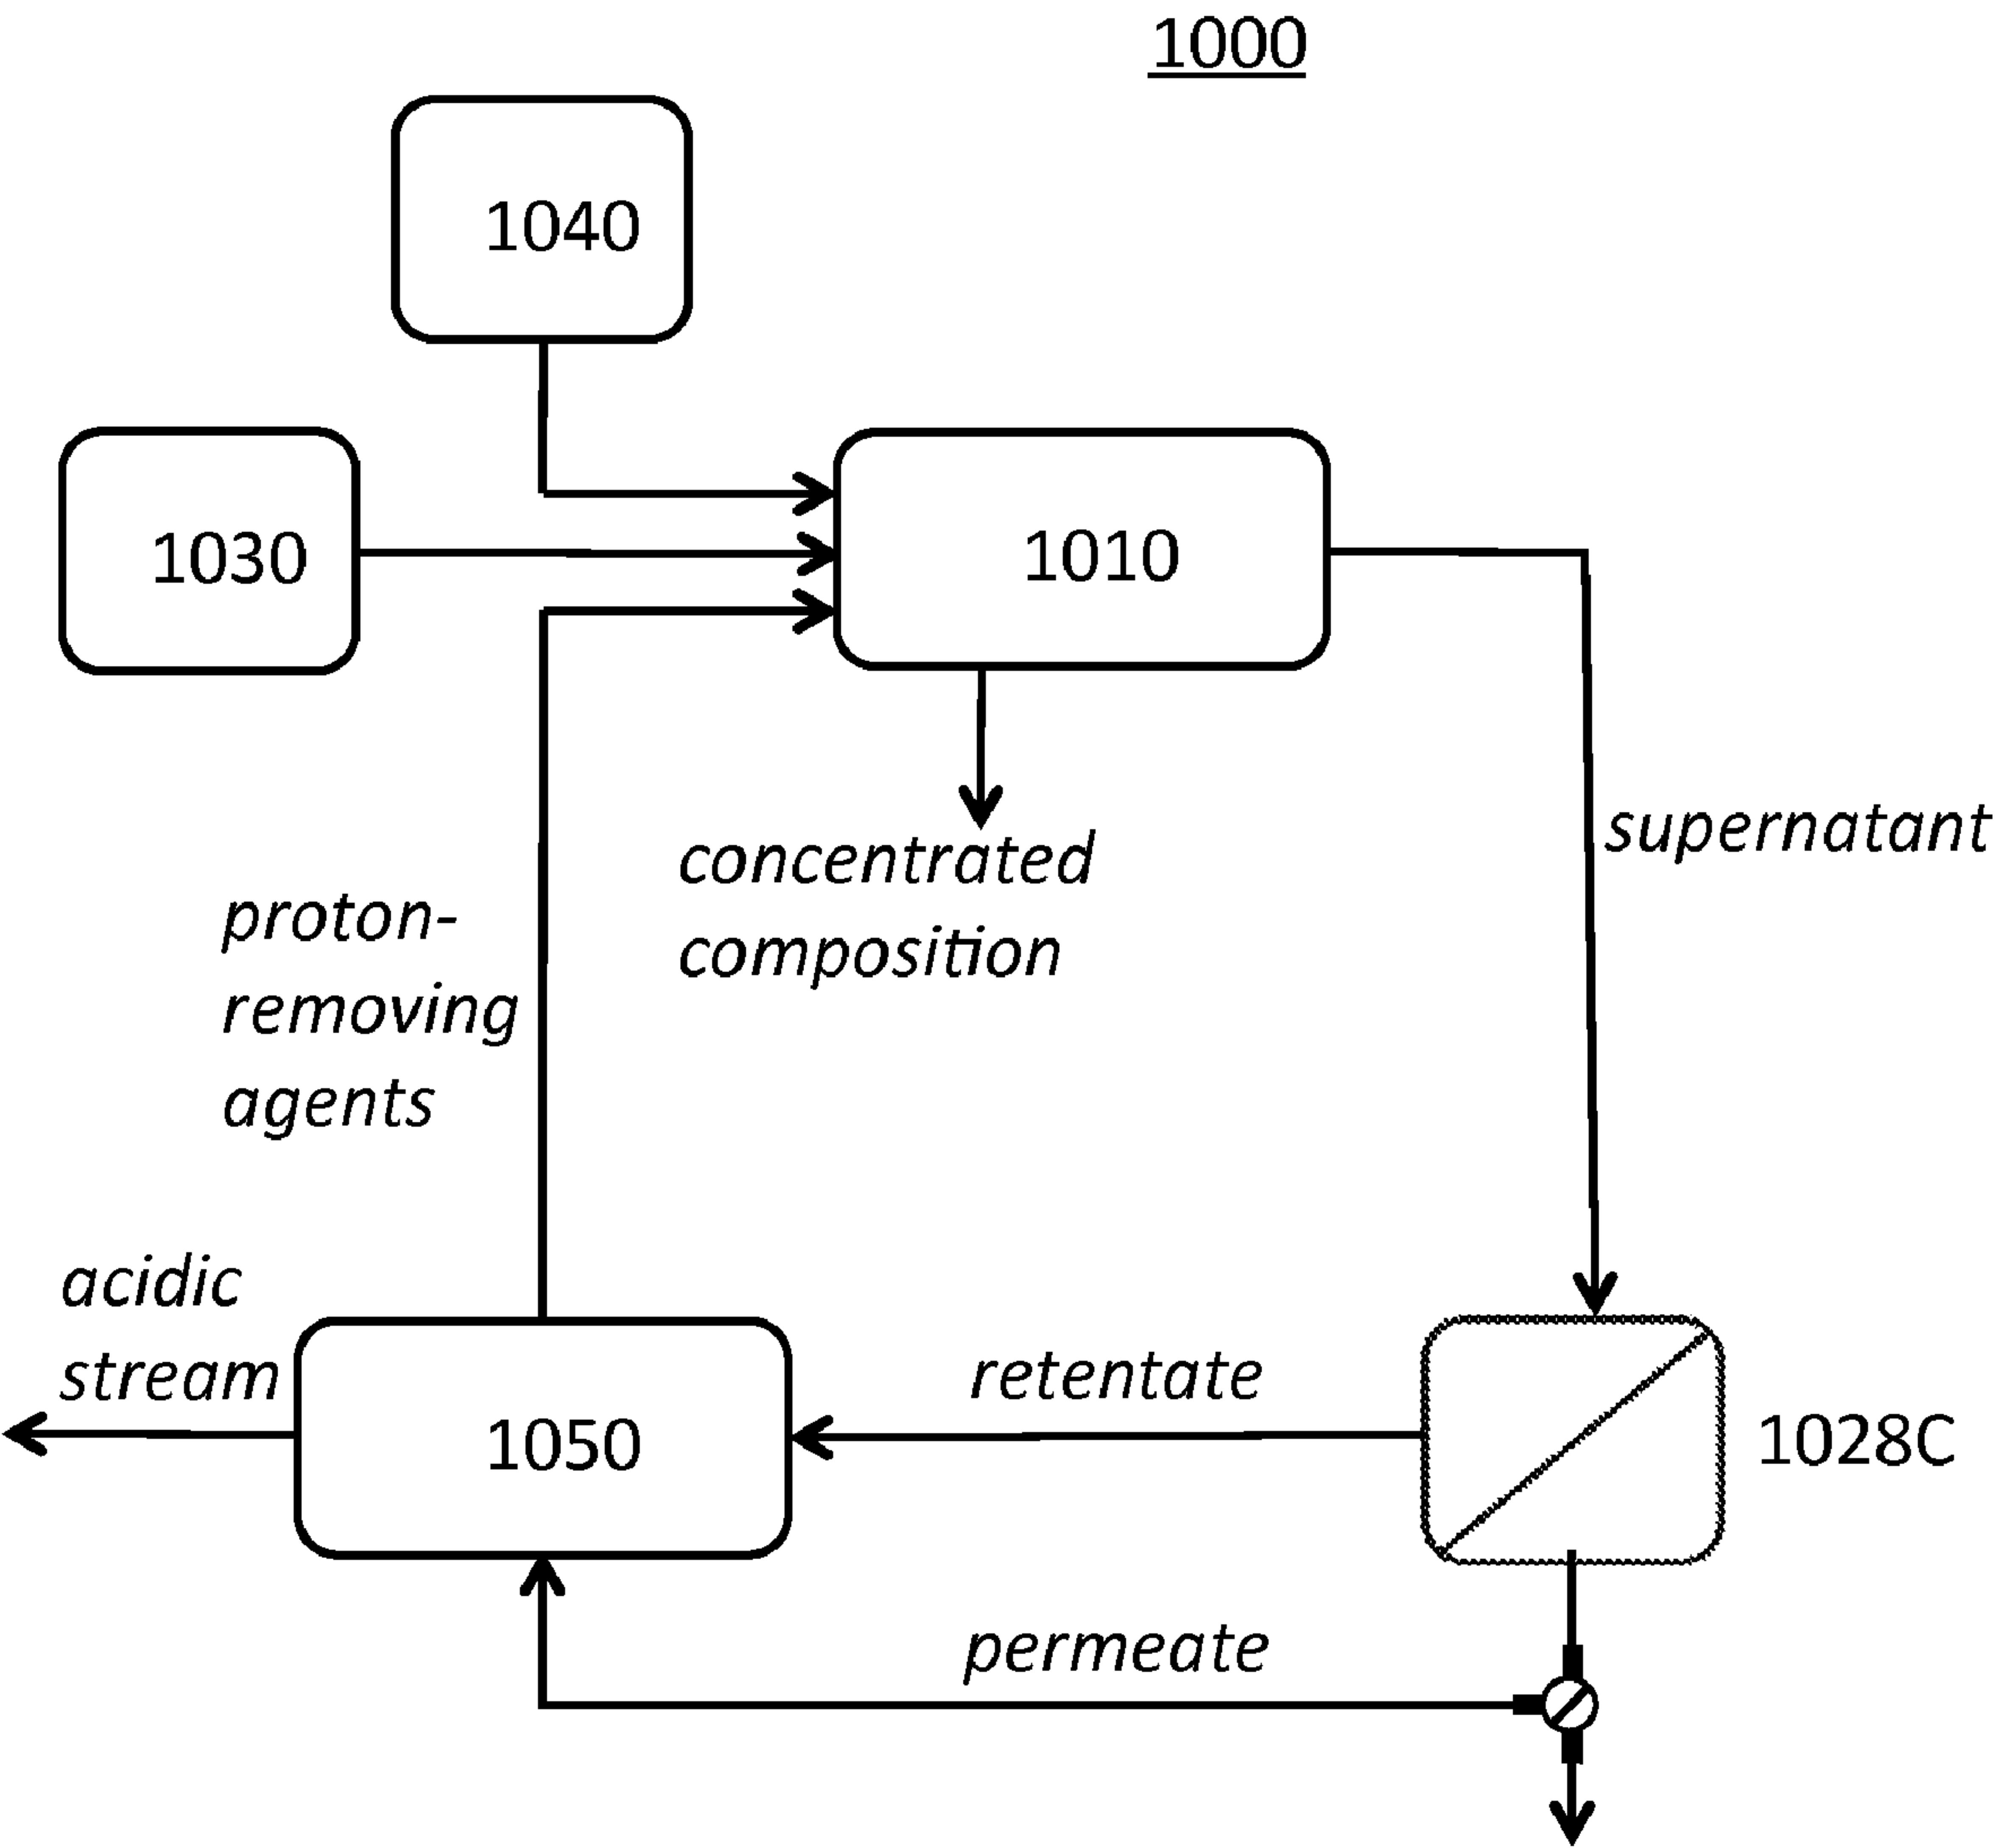 1000
1040
1030
1010
supernatant
concentrated
composition
proton-
removing
agents
acidic
stream
retentate
1050
1028C
permeate